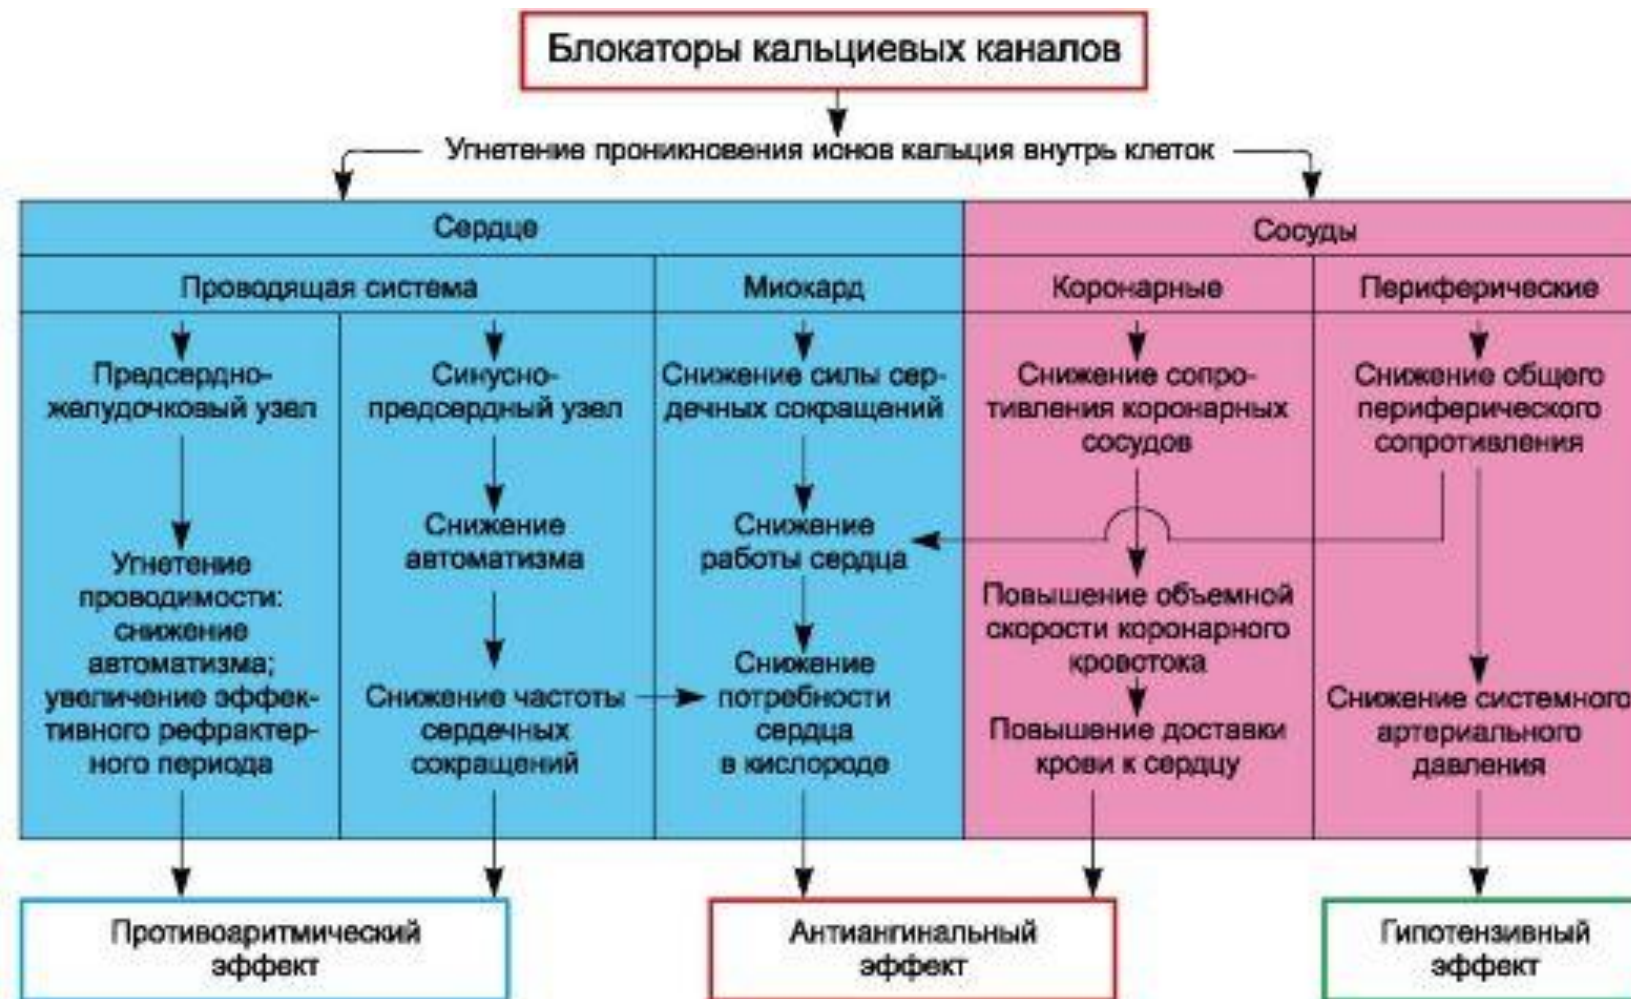 Блокаторы кальциевых каналов
Угнетение проникновения ионов кальция внутрь клеток
Сердце
Сосуды
Проводящая система
Миокард
Коронарные
Периферические
Предсердно-
желудочковый узел
Угнетение
проводимости:
снижение
автоматизма;
увеличение эффек-
тивного рефрактер-
ного периода
Синусно-
предсердный узел
Снижение
автоматизма
Снижение частоты
сердечных
сокращений
Снижение силы сер-
дечных сокращений
Снижение
работы сердца
Снижение
потребности
сердца
в кислороде
Снижение сопро-
тивления коронарных
сосудов
Повышение объемной
скорости коронарного
кровотока
Повышение доставки
крови к сердцу
Снижение общего
периферического
сопротивления
Снижение системного
артериального
давления
Противоаритмический
эффект
Антиангинальный
эффект
Гипотензивный
эффект